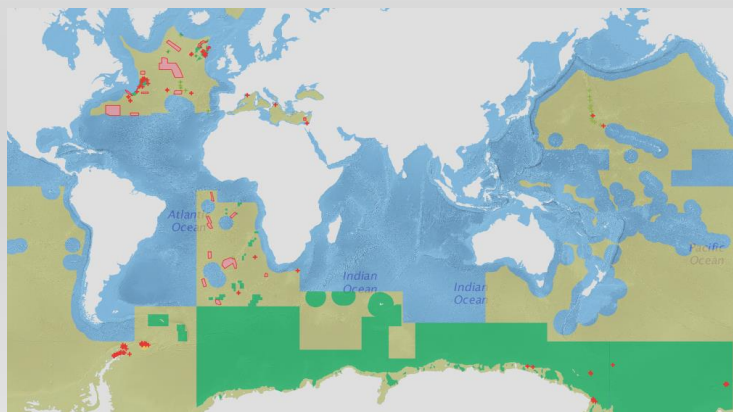 Atlantic
Ocean
Indian
Ocean
Indian
Ocean
Pacific
Ocean